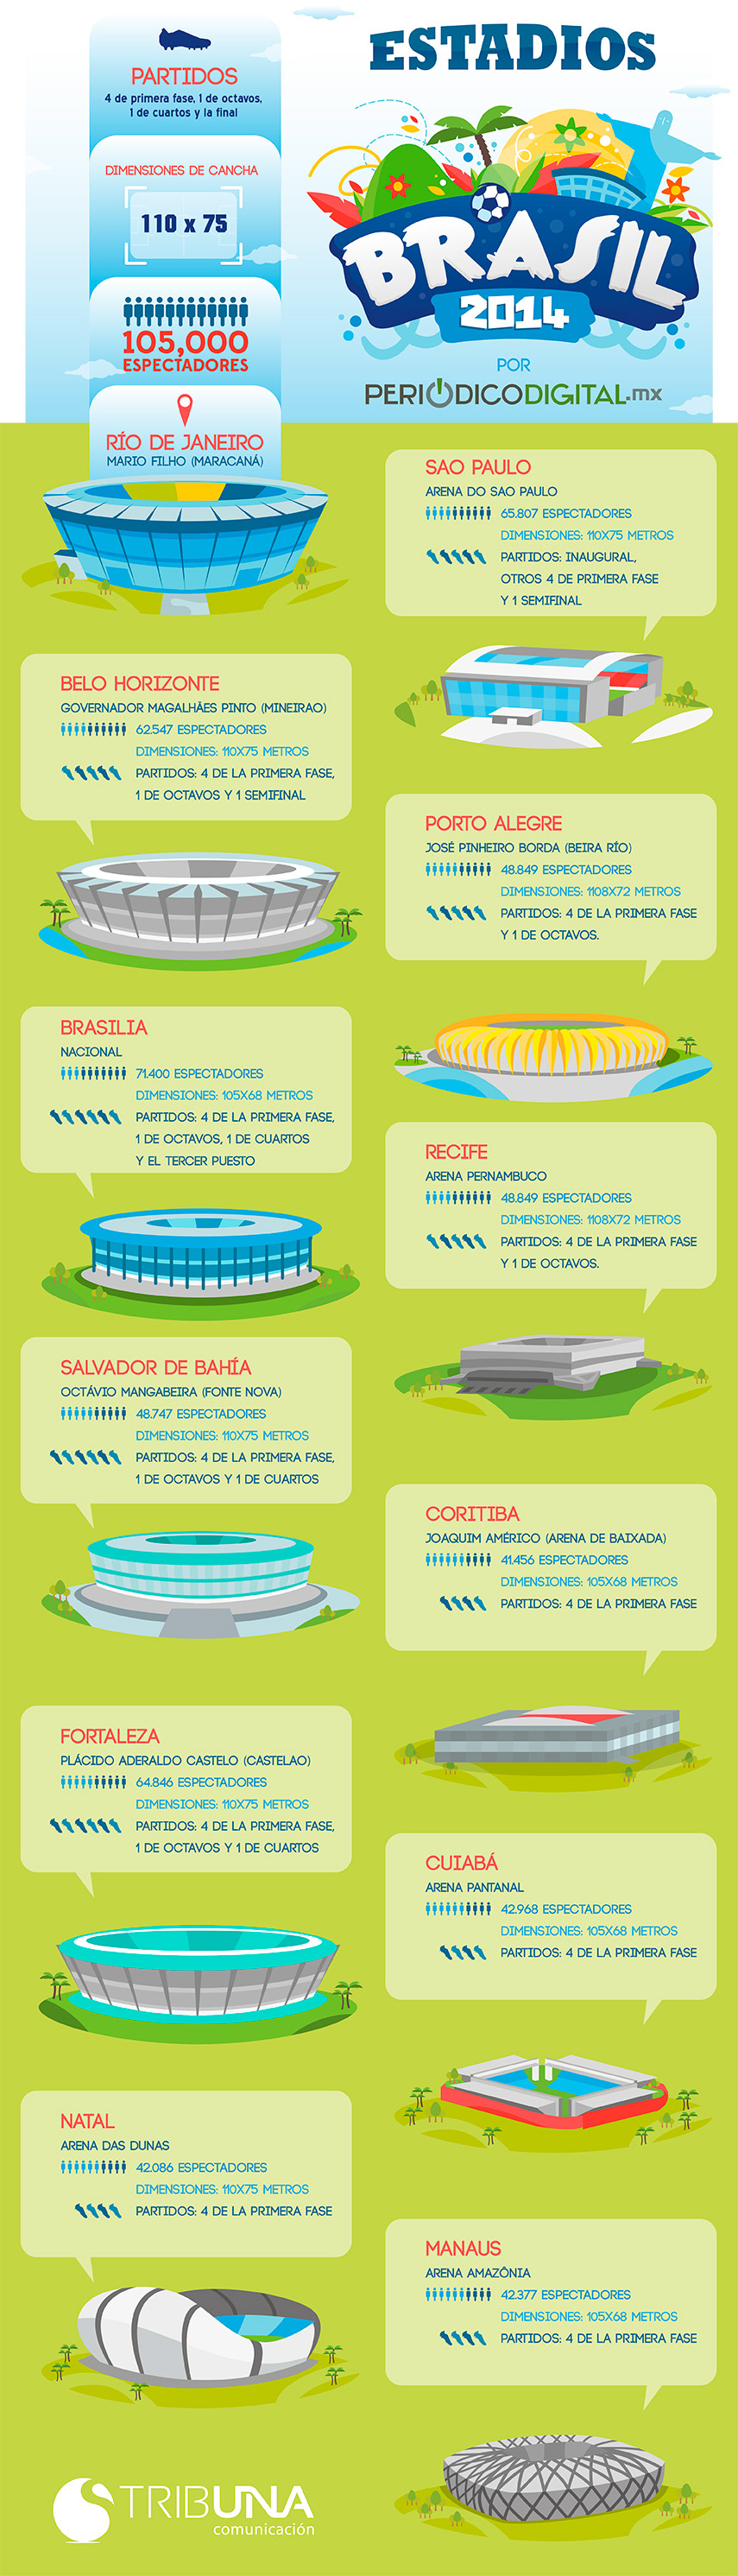 ESTADIOS
BRASIL
2014
POR
PERIÓDICODIGITAL.mx
PARTIDOS
4 de primera fase, 1 de octavos,
1 de cuartos y la final
DIMENSIONES DE CANCHA
110 x 75
105,000
ESPECTADORES
RÍO DE JANEIRO
MARIO FILHO (MARACANÁ)
SAO PAULO
ARENA DO SAO PAULO
65.807 ESPECTADORES
DIMENSIONES: 110X75 METROS
PARTIDOS: INAUGURAL,
OTROS 4 DE PRIMERA FASE
Y 1 SEMIFINAL
BELO HORIZONTE
GOVERNADOR MAGALHÃES PINTO (MINEIRAO)
62.547 ESPECTADORES
DIMENSIONES: 110X75 METROS
PARTIDOS: 4 DE LA PRIMERA FASE,
1 DE OCTAVOS Y 1 SEMIFINAL
PORTO ALEGRE
JOSÉ PINHEIRO BORDA (BEIRA RÍO)
48.849 ESPECTADORES
DIMENSIONES: 1108X72 METROS
PARTIDOS: 4 DE LA PRIMERA FASE
Y 1 DE OCTAVOS.
BRASILIA
NACIONAL
71.400 ESPECTADORES
DIMENSIONES: 105X68 METROS
PARTIDOS: 4 DE LA PRIMERA FASE,
1 DE OCTAVOS, 1 DE CUARTOS
Y EL TERCER PUESTO
RECIFE
ARENA PERNAMBUCO
48.849 ESPECTADORES
DIMENSIONES: 1108X72 METROS
PARTIDOS: 4 DE LA PRIMERA FASE
Y 1 DE OCTAVOS.
SALVADOR DE BAHÍA
OCTÁVIO MANGABEIRA (FONTE NOVA)
48.747 ESPECTADORES
DIMENSIONES: 110X75 METROS
PARTIDOS: 4 DE LA PRIMERA FASE,
1 DE OCTAVOS Y 1 DE CUARTOS
CORITIBA
JOAQUIM AMÉRICO (ARENA DE BAIXADA)
41.456 ESPECTADORES
DIMENSIONES: 105X68 METROS
PARTIDOS: 4 DE LA PRIMERA FASE
FORTALEZA
PLÁCIDO ADERALDO CASTELO (CASTELAO)
64.846 ESPECTADORES
DIMENSIONES: 110X75 METROS
PARTIDOS: 4 DE LA PRIMERA FASE,
1 DE OCTAVOS Y 1 DE CUARTOS
CUIABÁ
ARENA PANTANAL
42.968 ESPECTADORES
DIMENSIONES: 105X68 METROS
PARTIDOS: 4 DE LA PRIMERA FASE
NATAL
ARENA DAS DUNAS
42.086 ESPECTADORES
DIMENSIONES: 110X75 METROS
PARTIDOS: 4 DE LA PRIMERA FASE
MANAUS
ARENA AMAZÔNIA
42.377 ESPECTADORES
DIMENSIONES: 105X68 METROS
PARTIDOS: 4 DE LA PRIMERA FASE
TRIBUNA
comunicación